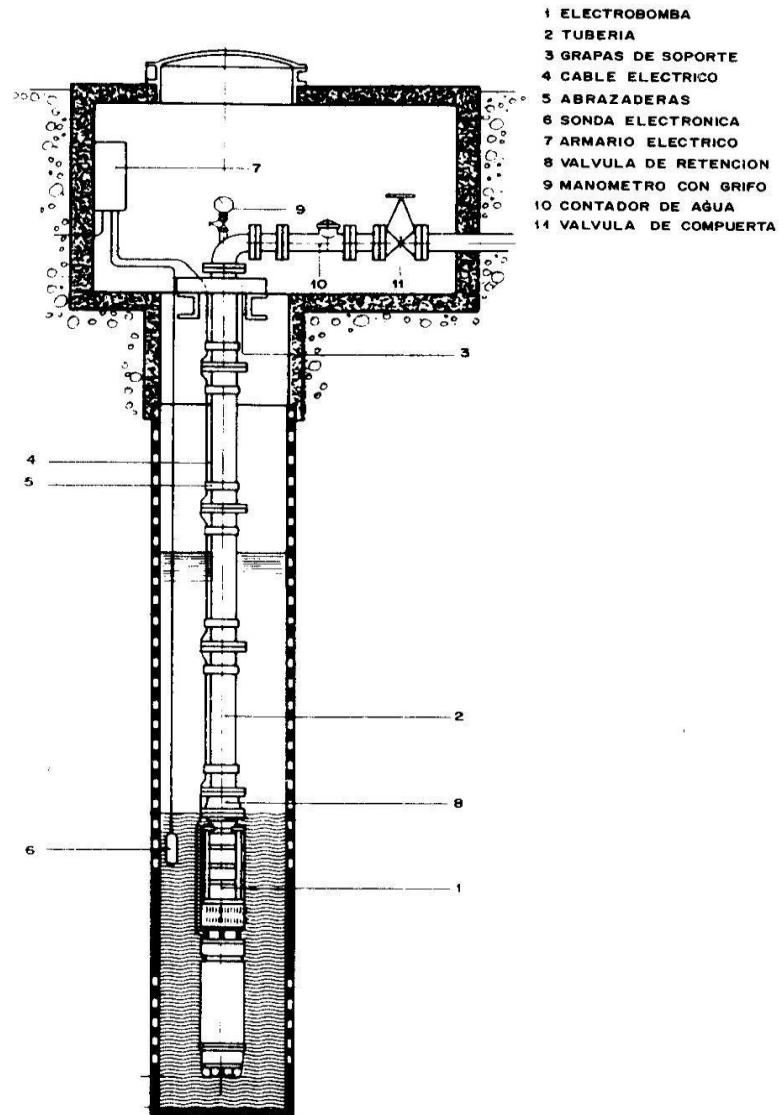 1 ELECTROBOMBA
2 TUBERIA
3 GRAPAS DE SOPORTE
4 CABLE ELECTRICO
5 ABRAZADERAS
6 SONDA ELECTRONICA
7 ARMARIO ELECTRICO
8 VALVULA DE RETENCION
9 MANOMETRO CON GRIFO
10 CONTADOR DE AGUA
11 VALVULA DE COMPUERTA
7
9
10
11
3
4
5
2
8
6
1